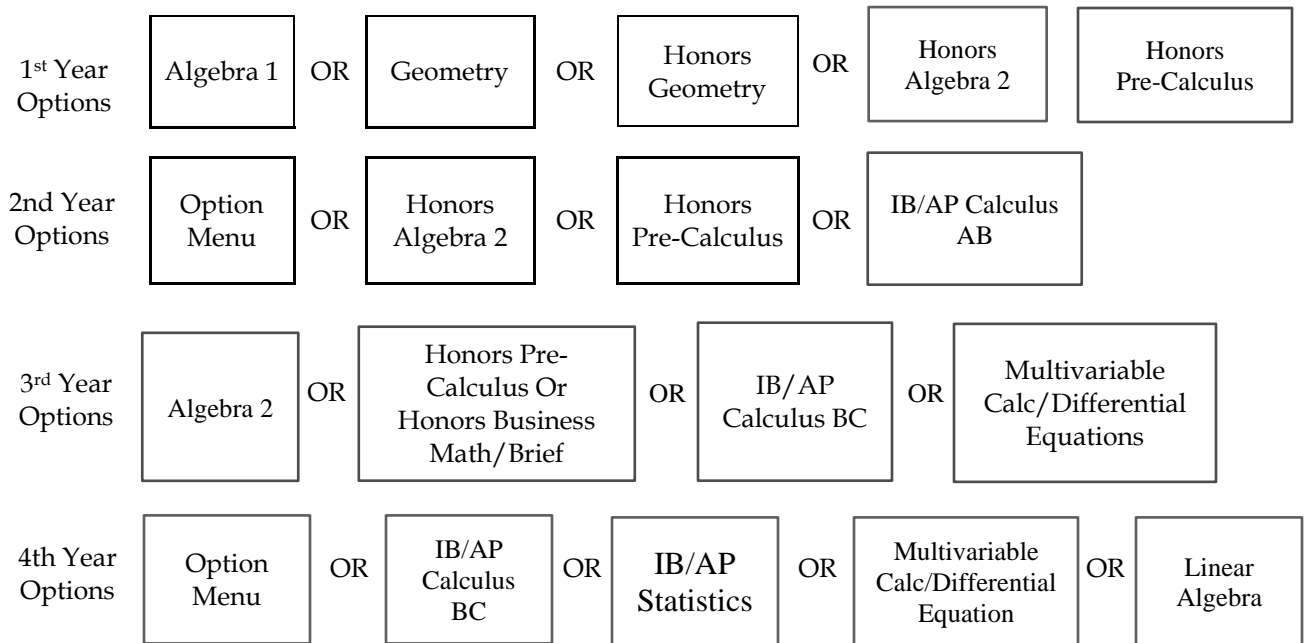 1st Year
Options
Algebra 1
OR
Geometry
OR
Honors
Geometry
OR
Honors
Algebra 2
Honors
Pre-Calculus
2nd Year
Options
Option
Menu
OR
Honors
Algebra 2
OR
Honors
Pre-Calculus
OR
IB/AP Calculus
AB
3rd Year
Options
Algebra 2
OR
Honors Pre-
Calculus Or
Honors Business
Math/Brief
OR
IB/AP
Calculus BC
OR
Multivariable
Calc/Differential
Equations
4th Year
Options
Option
Menu
OR
IB/AP
Calculus
BC
OR
IB/AP
Statistics
OR
Multivariable
Calc/Differential
Equation
OR
Linear
Algebra